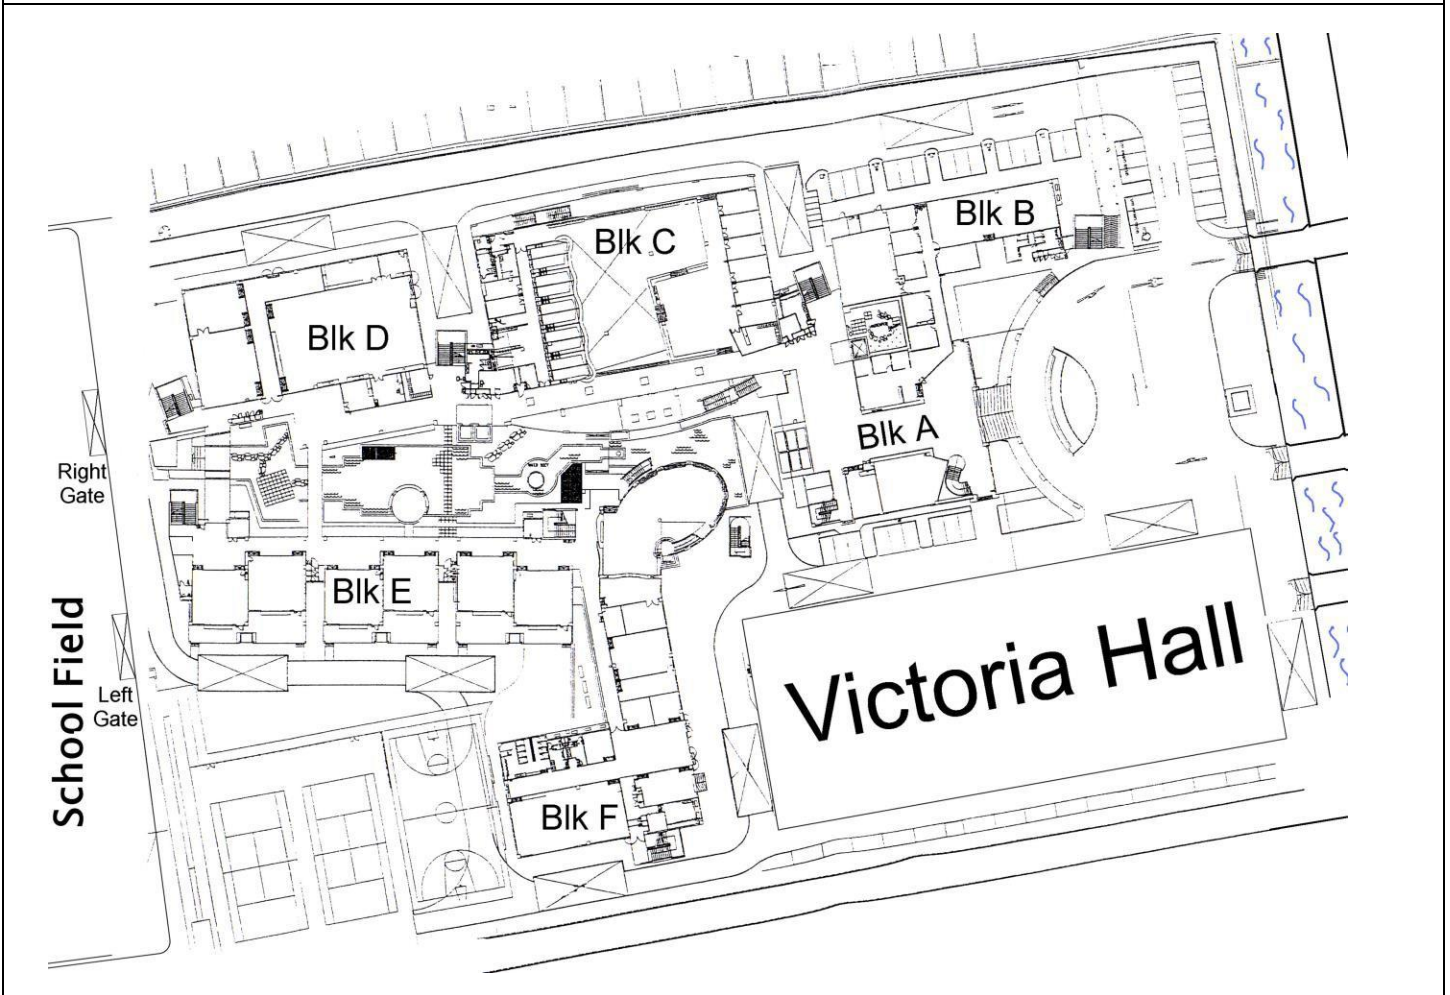 Blk B
Blk C
Blk D
Blk A
Right
Gate
Blk E
School Field
Left
Gate
Victoria Hall
Blk F